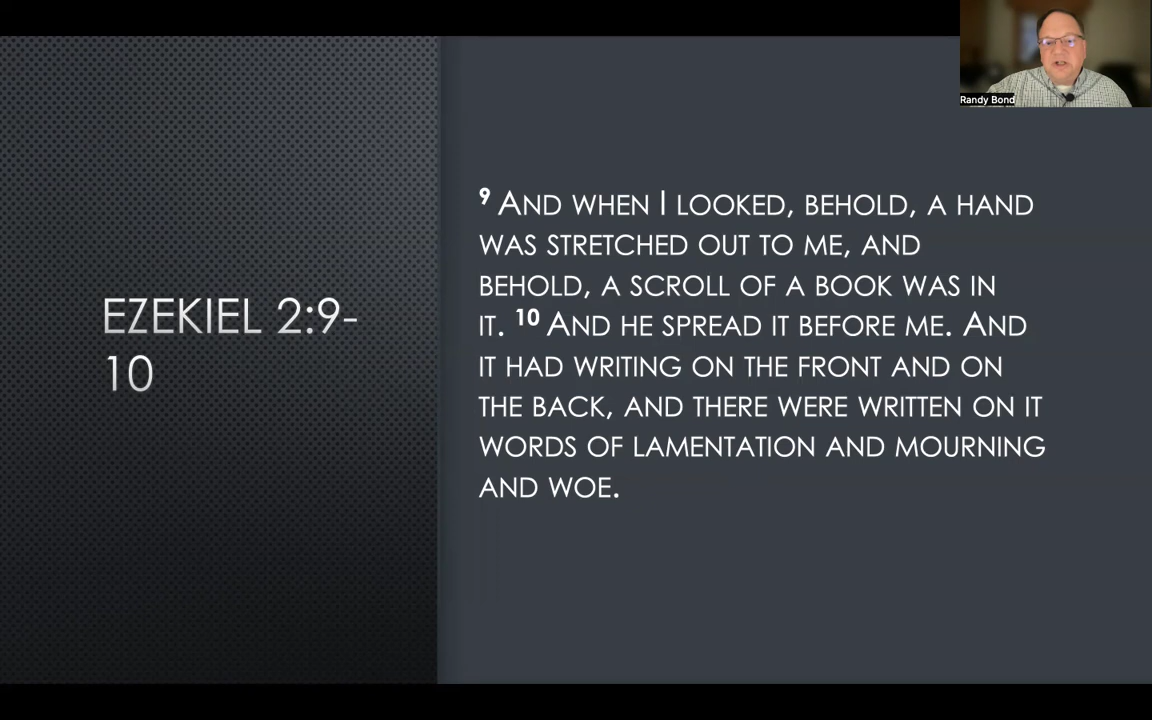 Randy Bond
EZEKIEL 2:9-
10
⁹ AND WHEN I LOOKED, BEHOLD, A HAND
WAS STRETCHED OUT TO ME, AND
BEHOLD, A SCROLL OF A BOOK WAS IN
IT. ¹⁰ AND HE SPREAD IT BEFORE ME. AND
IT HAD WRITING ON THE FRONT AND ON
THE BACK, AND THERE WERE WRITTEN ON IT
WORDS OF LAMENTATION AND MOURNING
AND WOE.